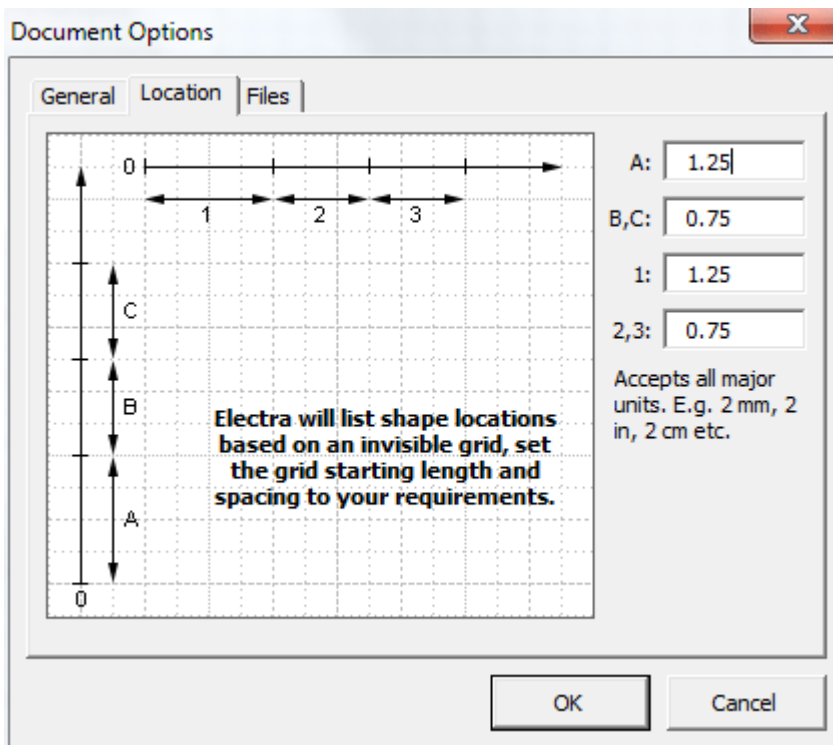 Document Options
General
Location
Files
0
1
2
3
C
B
A
0
Electra will list shape locations
based on an invisible grid, set
the grid starting length and
spacing to your requirements.
A: 1.25
B,C: 0.75
1: 1.25
2,3: 0.75
Accepts all major
units. E.g. 2 mm, 2
in, 2 cm etc.
OK
Cancel